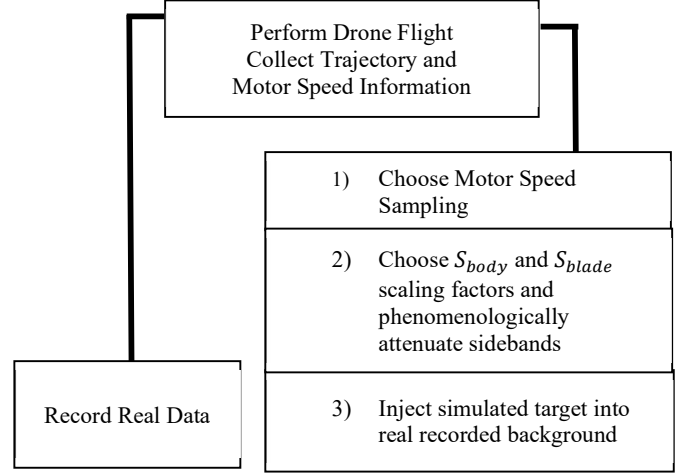 Perform Drone Flight
Collect Trajectory and
Motor Speed Information
1) Choose Motor Speed
Sampling
2) Choose S_body and S_blade
scaling factors and
phenomenologically
attenuate sidebands
Record Real Data
3) Inject simulated target into
real recorded background